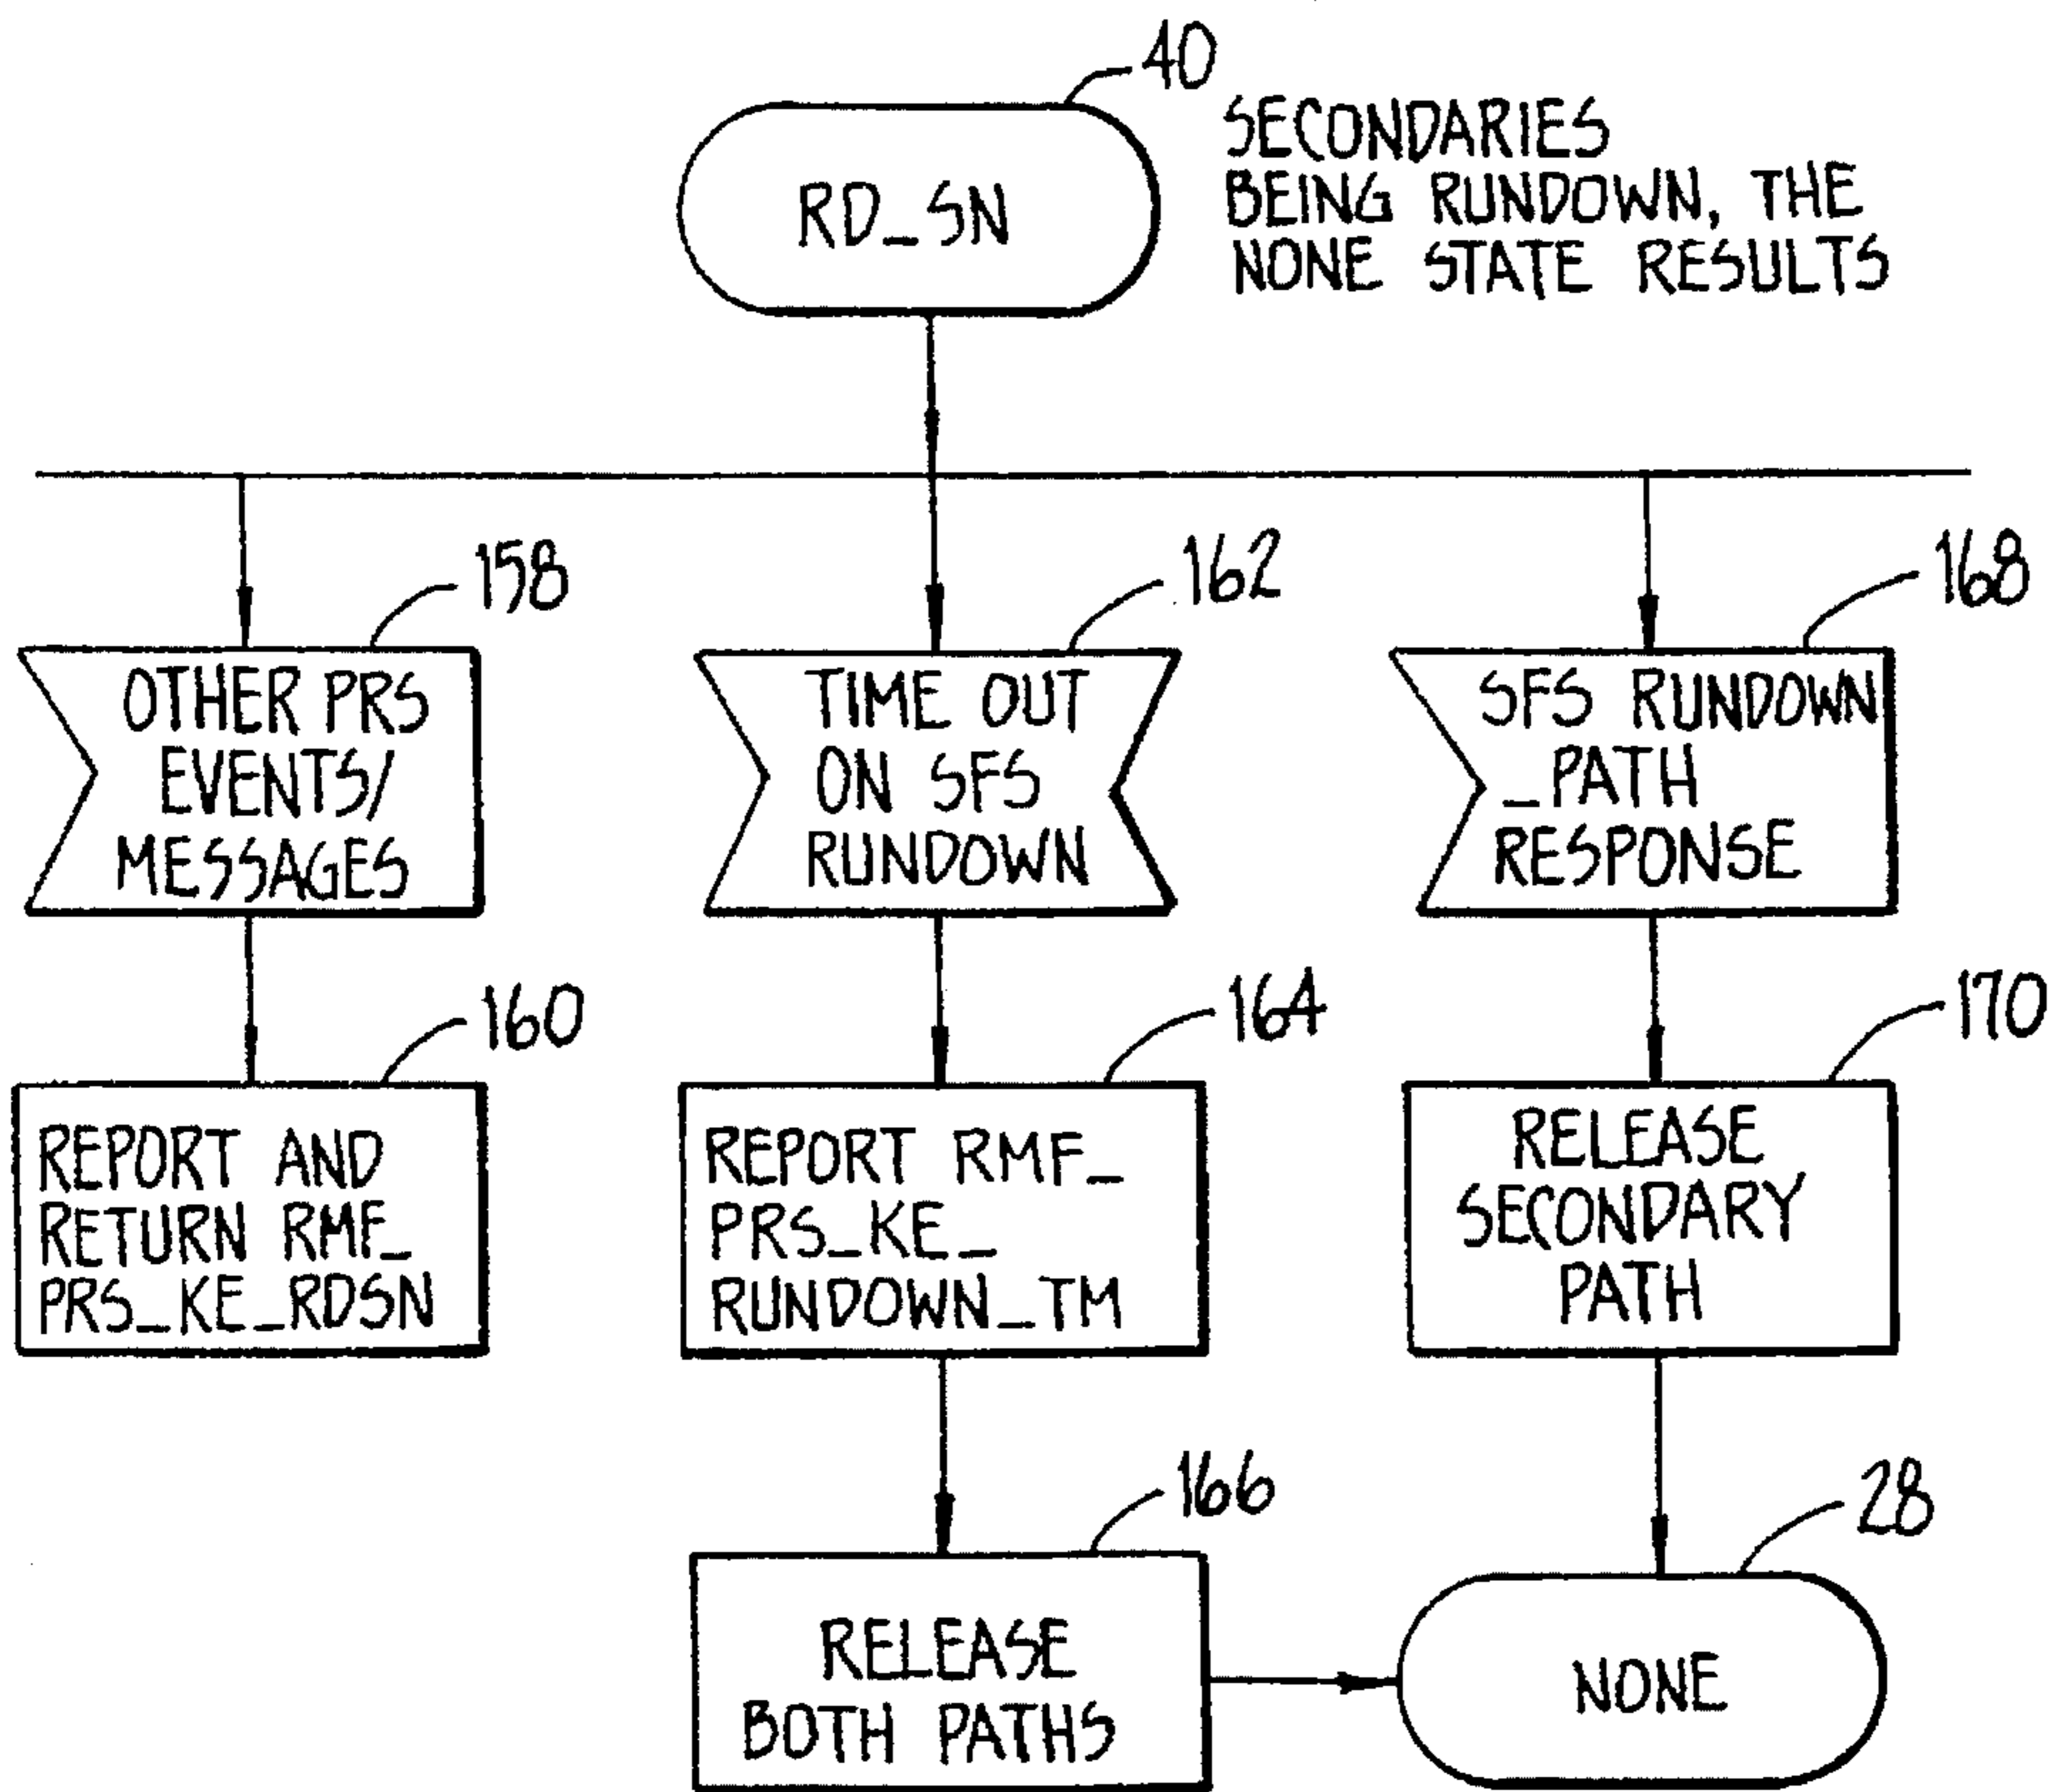 40
RD_SN
SECONDARIES
BEING RUNDOWN, THE
NONE STATE RESULTS
158
OTHER PRS
EVENTS/
MESSAGES
162
TIME OUT
ON SFS
RUNDOWN
168
SFS RUNDOWN
_PATH
RESPONSE
160
REPORT AND
RETURN RMF_
PRS_KE_RDSN
164
REPORT RMF_
PRS_KE_
RUNDOWN_TM
170
RELEASE
SECONDARY
PATH
166
RELEASE
BOTH PATHS
28
NONE